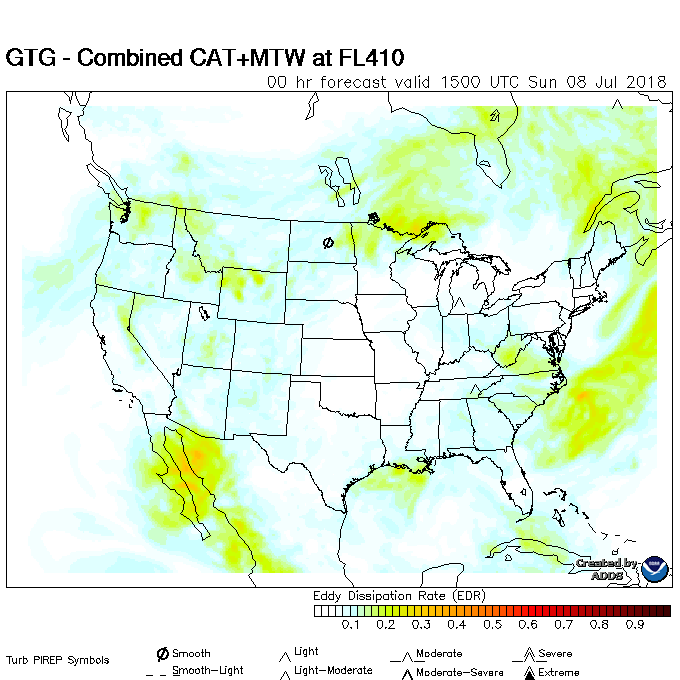 GTG - Combined CAT+MTW at FL410
00 hr forecast valid 1500 UTC Sun 08 Jul 2018
Created by
ADDS
Eddy Dissipation Rate (EDR)
0.1 0.2 0.3 0.4 0.5 0.6 0.7 0.8 0.9
Turb PIREP Symbols
Smooth Light Moderate Severe
Smooth-Light Light-Moderate Moderate-Severe Extreme